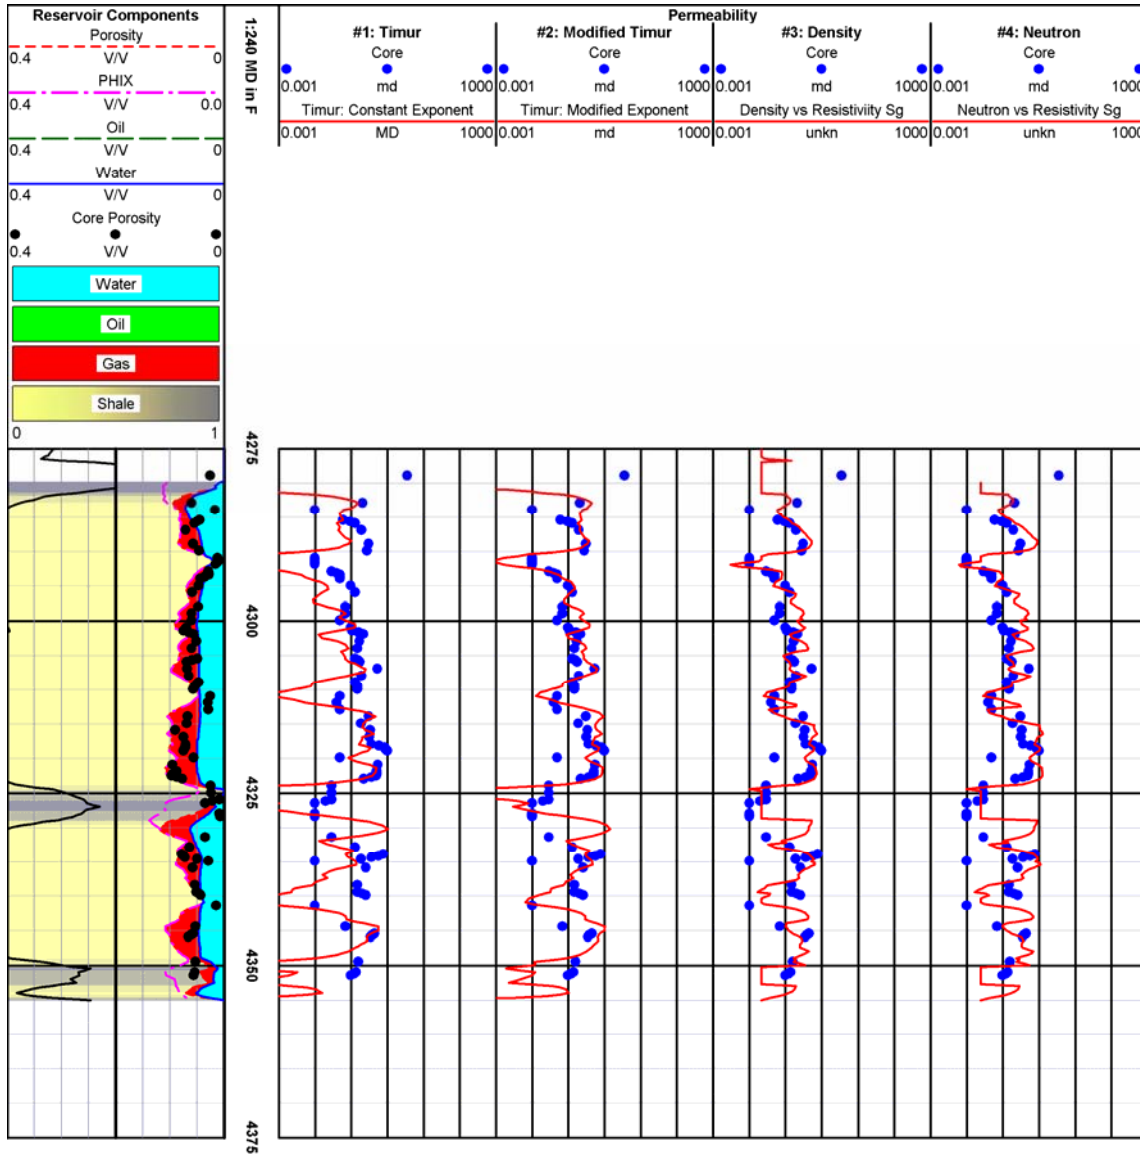 Reservoir Components
Porosity
0.4 V/V 0
PHIX
0.4 V/V 0.0
Oil
0.4 V/V 0
Water
0.4 V/V 0
Core Porosity
0.4 V/V 0
Water
Oil
Gas
Shale
0 1
1:240 MD in F
Permeability
#1: Timur
Core
0.001 md 1000
Timur: Constant Exponent
0.001 MD 1000
#2: Modified Timur
Core
0.001 md 1000
Timur: Modified Exponent
0.001 md 1000
#3: Density
Core
0.001 md 1000
Density vs Resistiviity Sg
0.001 unkn 1000
#4: Neutron
Core
0.001 md 1000
Neutron vs Resistivity Sg
0.001 unkn 1000
4275
4300
4325
4350
4375